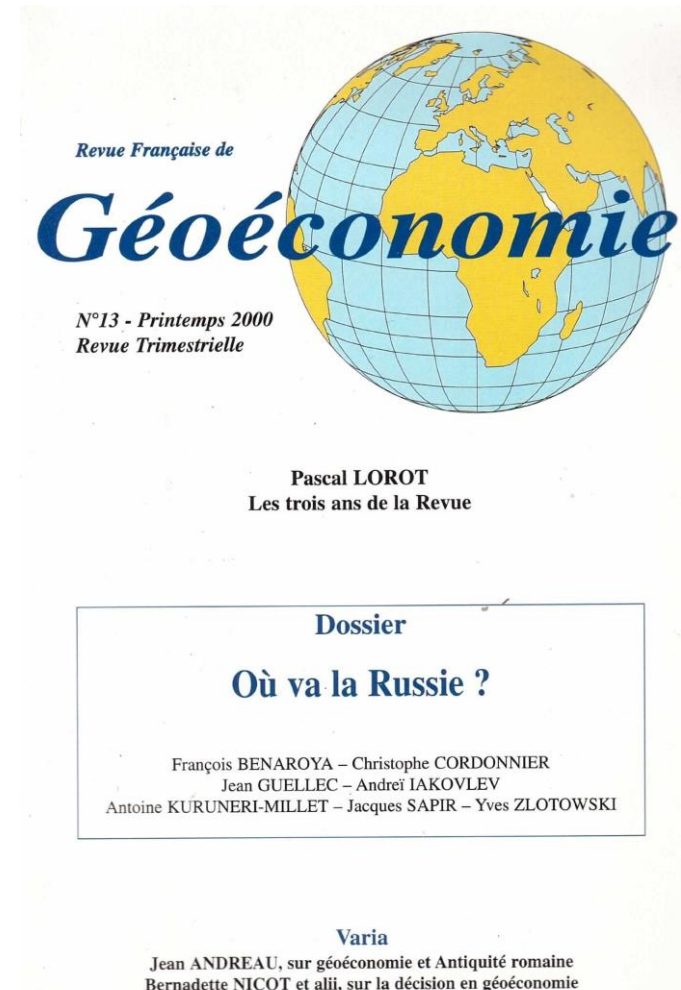 Revue Française de
Géoéconomie
N°13 - Printemps 2000
Revue Trimestrielle
Pascal LOROT
Les trois ans de la Revue
Dossier
Où va la Russie ?
François BENAROYA – Christophe CORDONNIER
Jean GUELLEC – Andreï IAKOVLEV
Antoine KURUNERI-MILLET – Jacques SAPIR – Yves ZLOTOWSKI
Varia
Jean ANDREAU, sur géoéconomie et Antiquité romaine
Bernadette NICOT et alii, sur la décision en géoéconomie